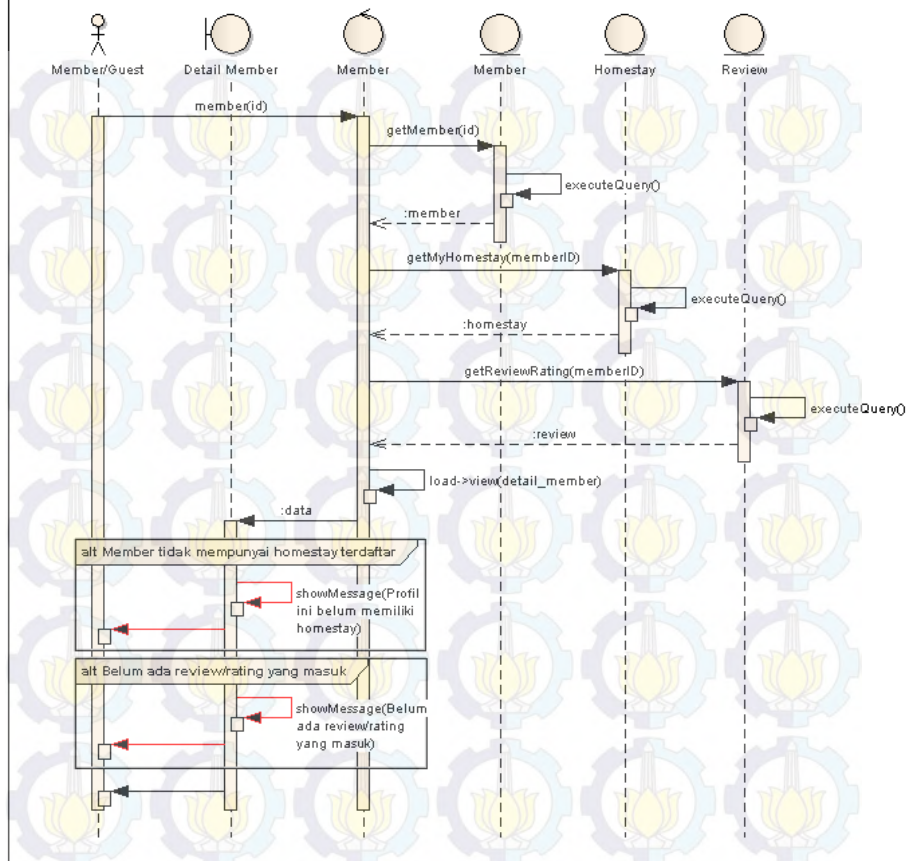 Member/Guest
Detail Member
Member
Member
Homestay
Review
member(id)
getMember(id)
executeQuery()
:member
getMyHomestay(memberID)
executeQuery()
:homestay
getReviewRating(memberID)
executeQuery()
:review
load->view(detail_member)
:data
alt Member tidak mempunyai homestay terdaftar
showMessage(Profil
ini belum memiliki
homestay)
alt Belum ada review/rating yang masuk
showMessage(Belum
ada review/rating
yang masuk)